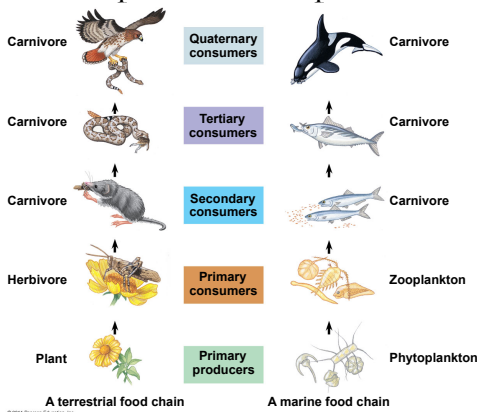 Carnivore
Quaternary
consumers
Carnivore
Carnivore
Tertiary
consumers
Carnivore
Carnivore
Secondary
consumers
Carnivore
Herbivore
Primary
consumers
Zooplankton
Plant
Primary
producers
Phytoplankton
A terrestrial food chain
A marine food chain